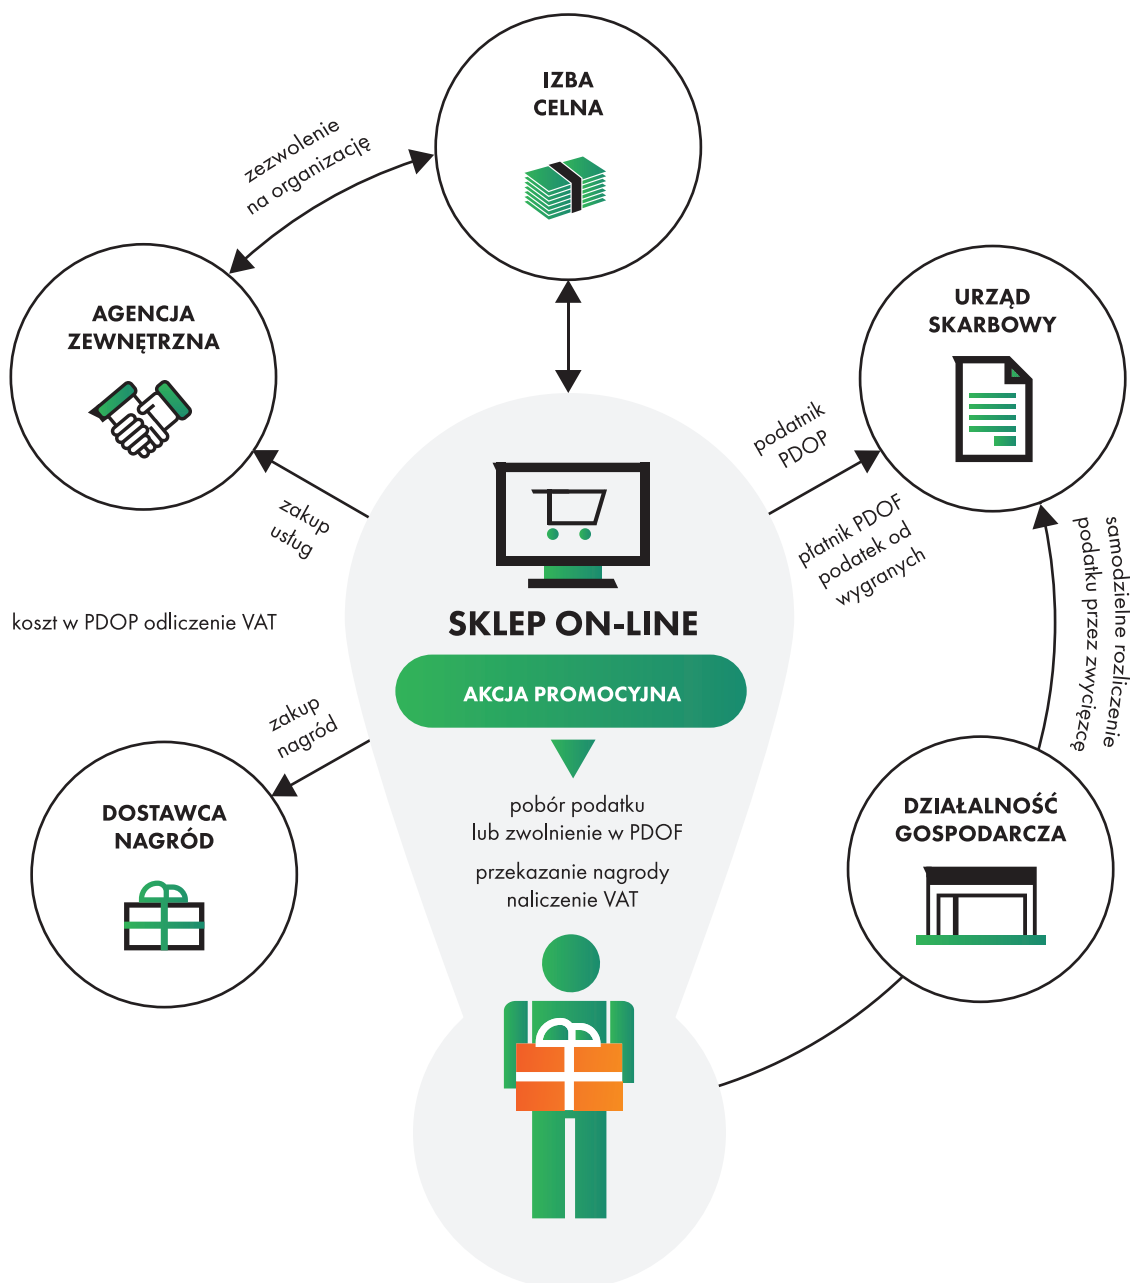 IZBA
CELNA
zezwolenie
na organizację
AGENCJA
ZEWNĘTRZNA
URZĄD
SKARBOWY
podatnik
PDOP
płatnik PDOF
podatek od
wygranych
zakup
usług
samodzielne rozliczenie
podatku przez zwycięzcę
koszt w PDOP odliczenie VAT
SKLEP ON-LINE
AKCJA PROMOCYJNA
zakup
nagród
DOSTAWCA
NAGRÓD
pobór podatku
lub zwolnienie w PDOF
przekazanie nagrody
naliczenie VAT
DZIAŁALNOŚĆ
GOSPODARCZA